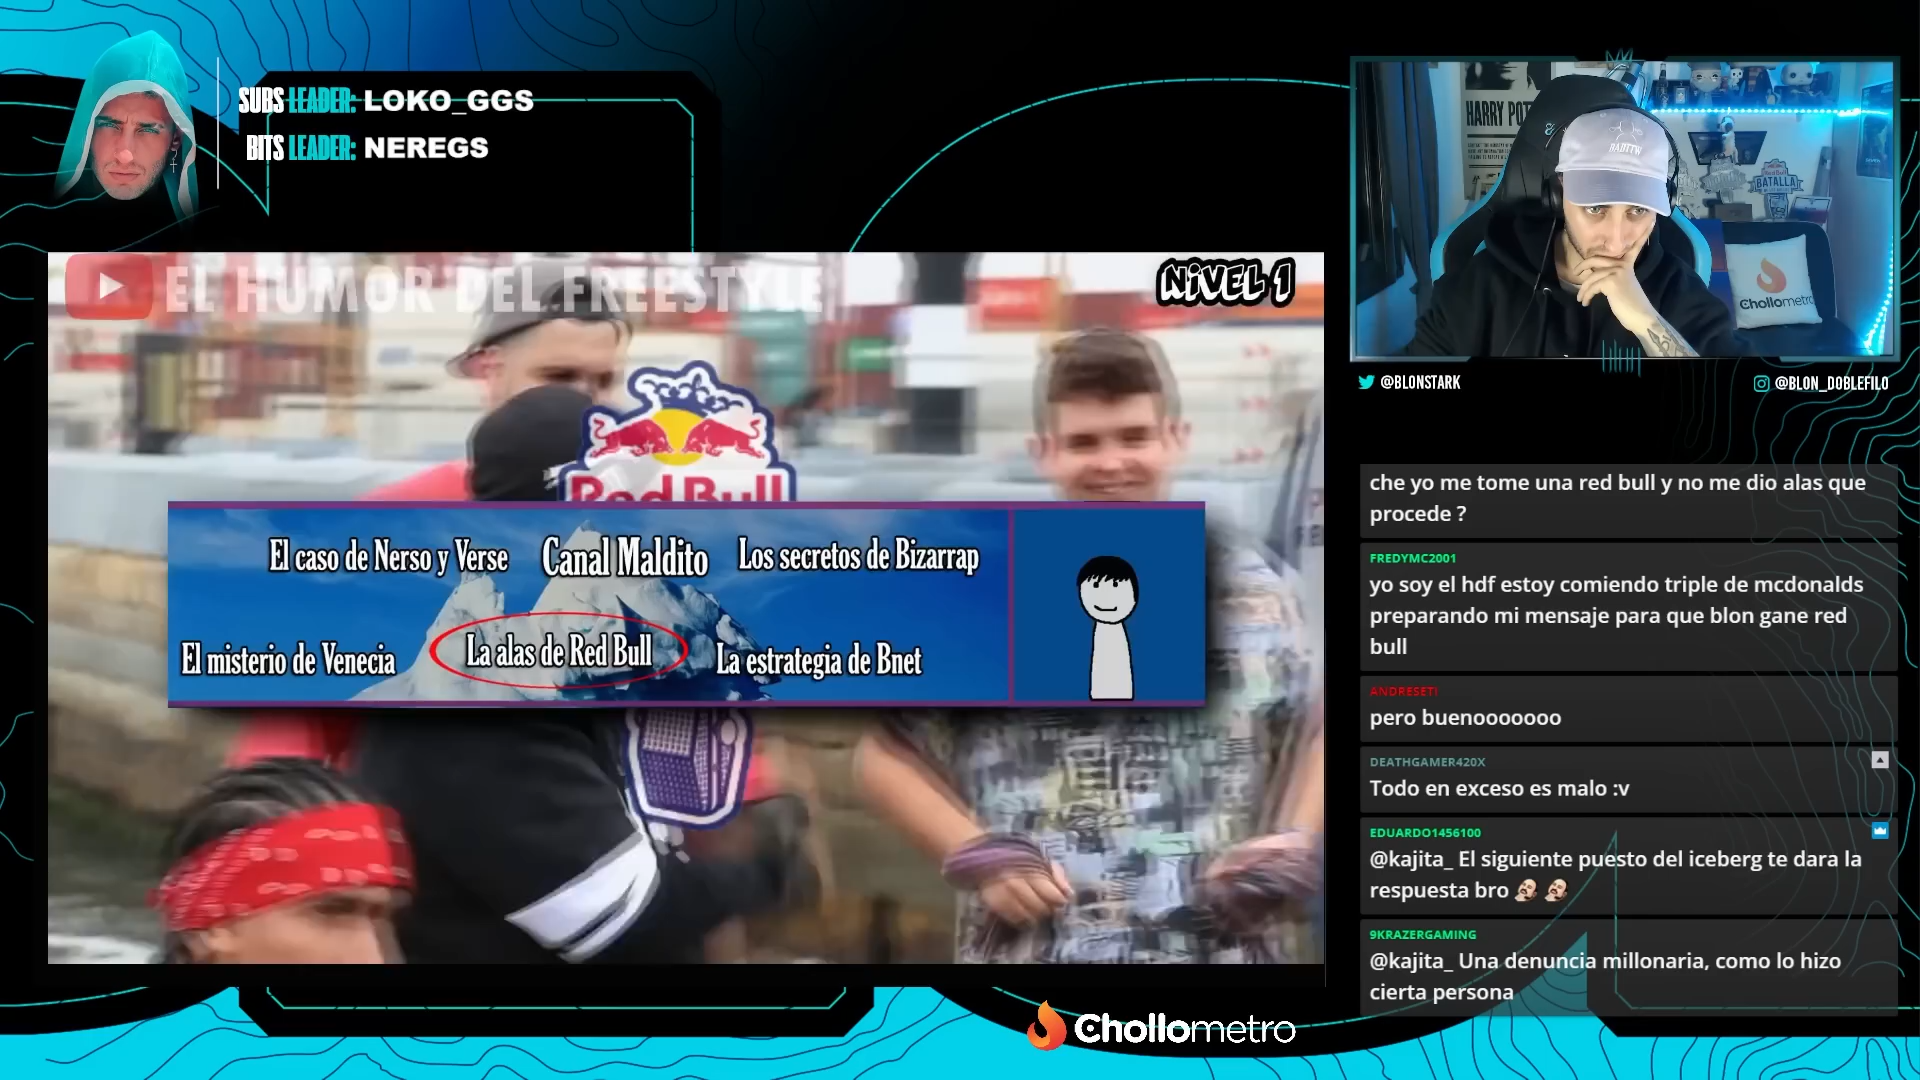 SUBS LEADER: LOKO_GGS
BITS LEADER: NEREGS
EL HUMOR DEL FREESTYLE
NIVEL 1
Red Bull
El caso de Nerso y Verse
Canal Maldito
Los secretos de Bizarrap
El misterio de Venecia
La alas de Red Bull
La estrategia de Bnet
HARRY POT
BATALLA
Chollometro
@BLONSTARK
@BLON_DOBLEFILO
che yo me tome una red bull y no me dio alas que
procede ?
FREDYMC2001
yo soy el hdf estoy comiendo triple de mcdonalds
preparando mi mensaje para que blon gane red
bull
ANDRESETI
pero buenooooooo
DEATHGAMER420X
Todo en exceso es malo :v
EDUARDO1456100
@kajita_ El siguiente puesto del iceberg te dara la
respuesta bro
9KRAZERGAMING
@kajita_ Una denuncia millonaria, como lo hizo
cierta persona
Chollometro